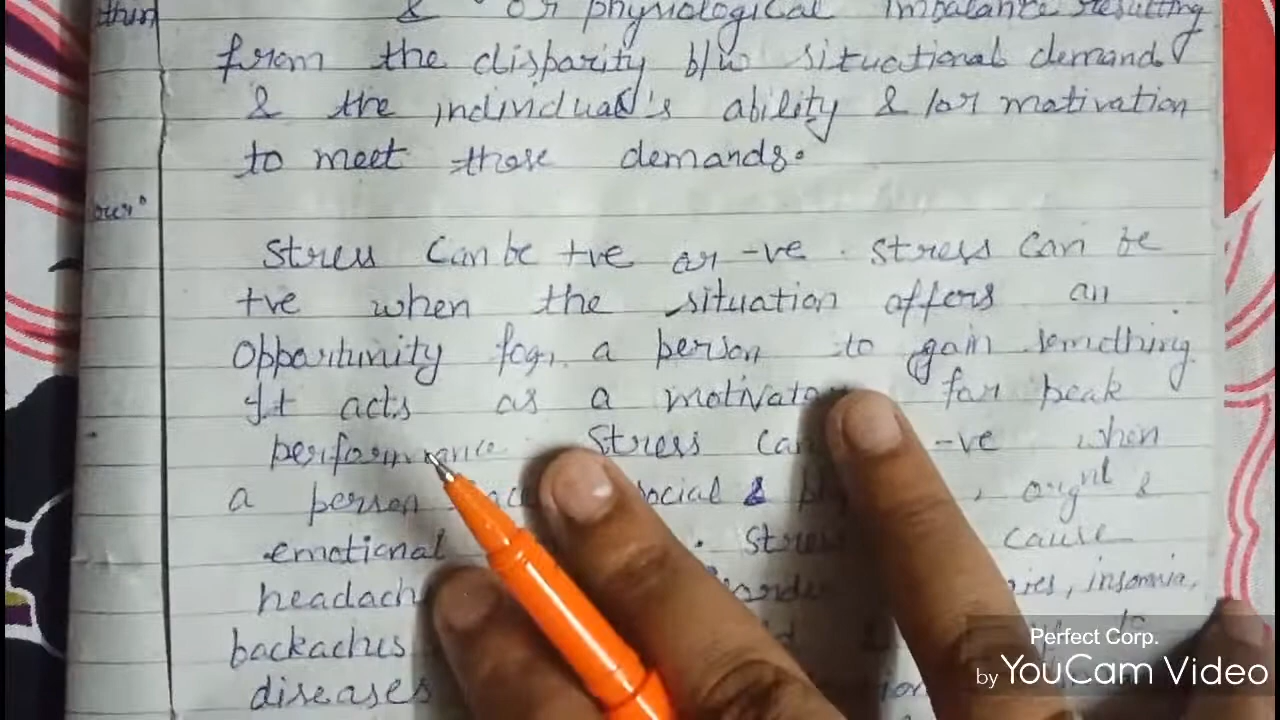 & or physiological imbalance resulting
from the disparity b/w situational demand
& the individual's ability & /or motivation
to meet those demands.
Stress can be +ve or -ve. Stress can be
+ve when the situation offers an
opportunity for a person to gain something
It acts as a motivator for peak
performance. Stress can -ve when
a person social & , orgnl &
emotional . Stress cause
headach insomnia,
backaches
diseases
Perfect Corp.
by YouCam Video